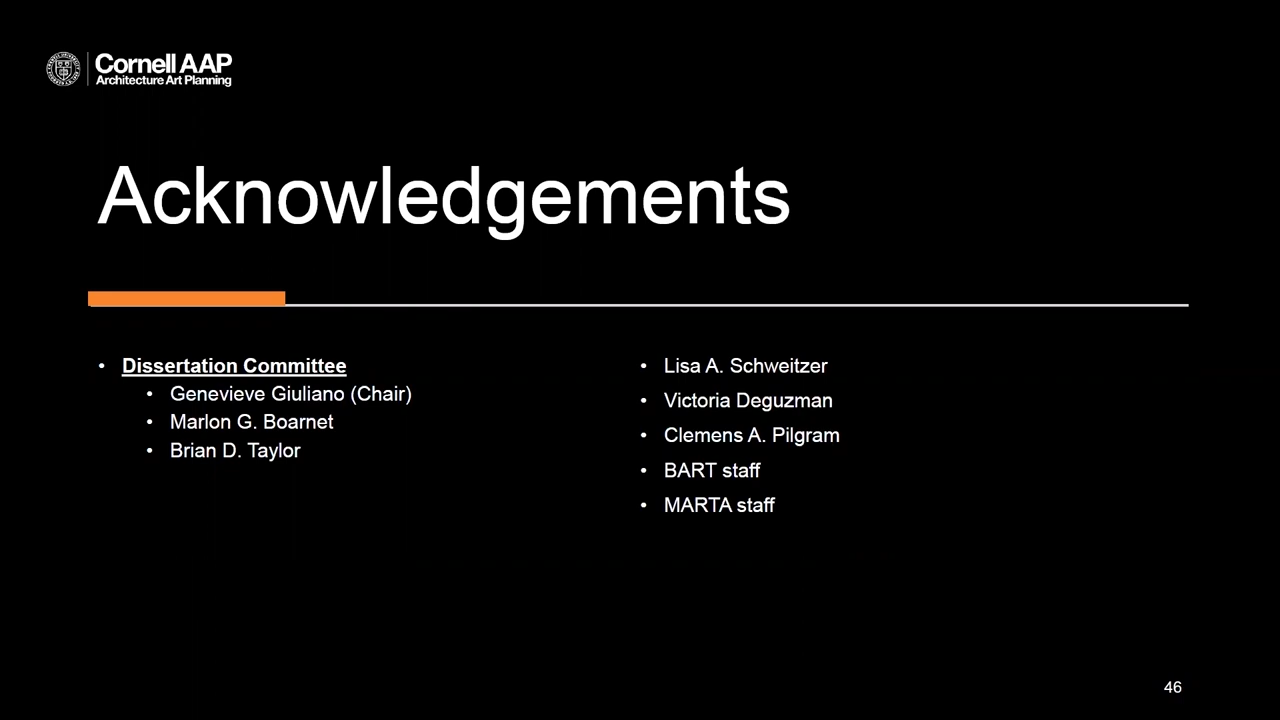 Cornell AAP
Architecture Art Planning
Acknowledgements
• Dissertation Committee
• Genevieve Giuliano (Chair)
• Marlon G. Boarnet
• Brian D. Taylor
• Lisa A. Schweitzer
• Victoria Deguzman
• Clemens A. Pilgram
• BART staff
• MARTA staff
46